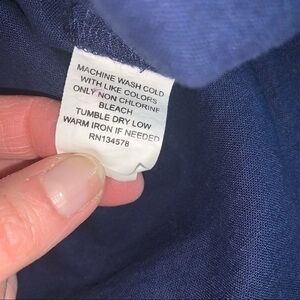 MACHINE WASH COLD
WITH LIKE COLORS
ONLY NON CHLORINE
BLEACH
TUMBLE DRY LOW
WARM IRON IF NEEDED
RN134578